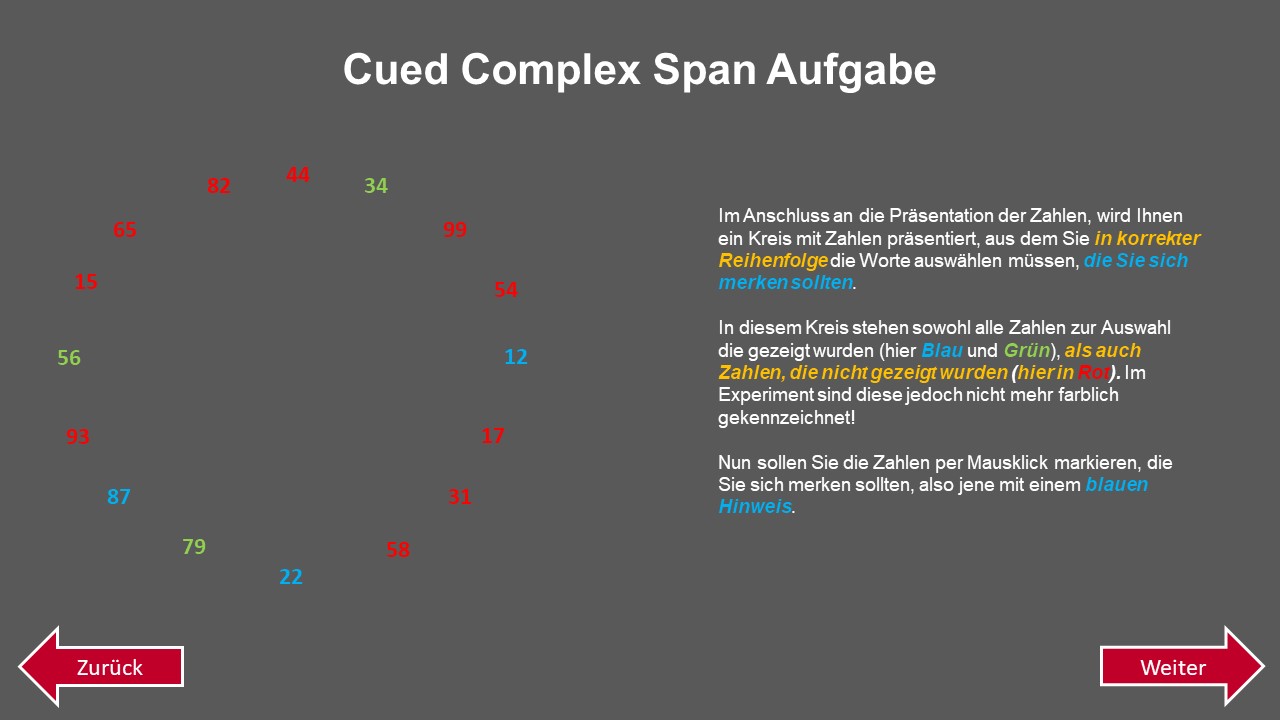 Cued Complex Span Aufgabe
44
82
34
65
99
15
54
56
12
93
17
87
31
79
58
22
Im Anschluss an die Präsentation der Zahlen, wird Ihnen
ein Kreis mit Zahlen präsentiert, aus dem Sie in korrekter
Reihenfolge die Worte auswählen müssen, die Sie sich
merken sollten.
In diesem Kreis stehen sowohl alle Zahlen zur Auswahl
die gezeigt wurden (hier Blau und Grün), als auch
Zahlen, die nicht gezeigt wurden (hier in Rot). Im
Experiment sind diese jedoch nicht mehr farblich
gekennzeichnet!
Nun sollen Sie die Zahlen per Mausklick markieren, die
Sie sich merken sollten, also jene mit einem blauen
Hinweis.
Zurück
Weiter